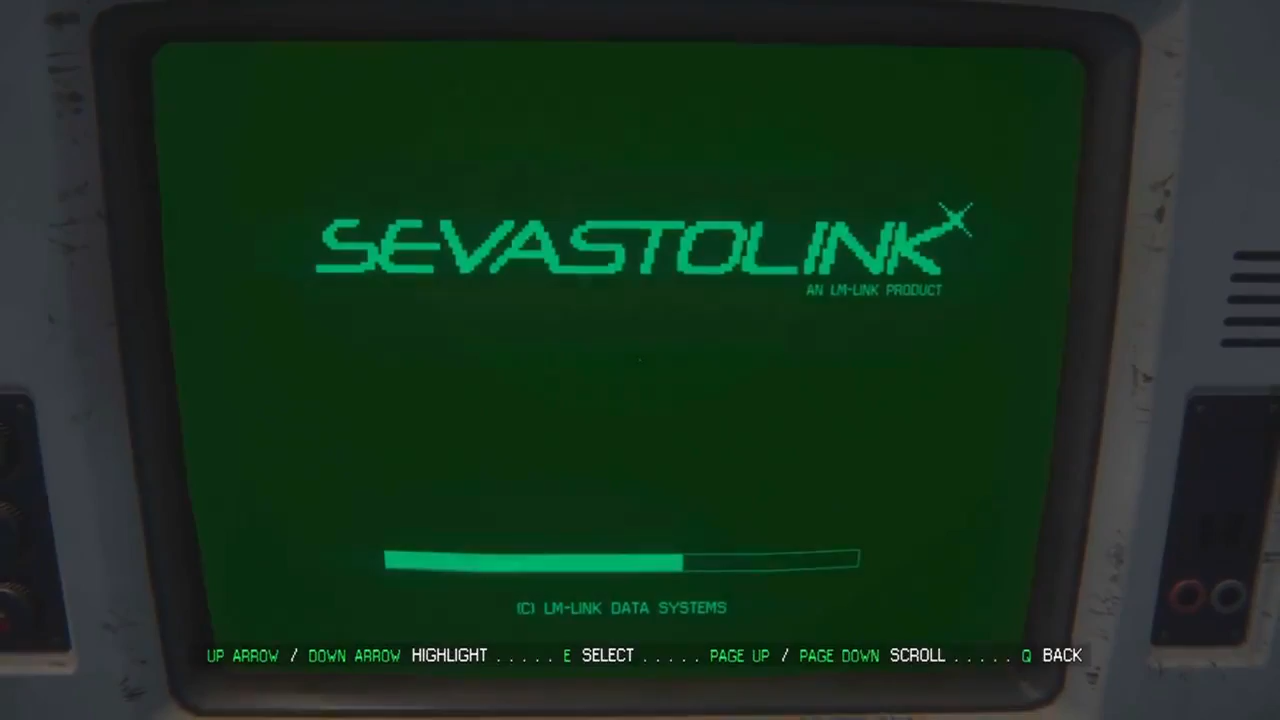 SEVASTOLINK
AN LM-LINK PRODUCT
(C) LM-LINK DATA SYSTEMS
UP ARROW / DOWN ARROW HIGHLIGHT ..... E SELECT ..... PAGE UP / PAGE DOWN SCROLL ..... Q BACK